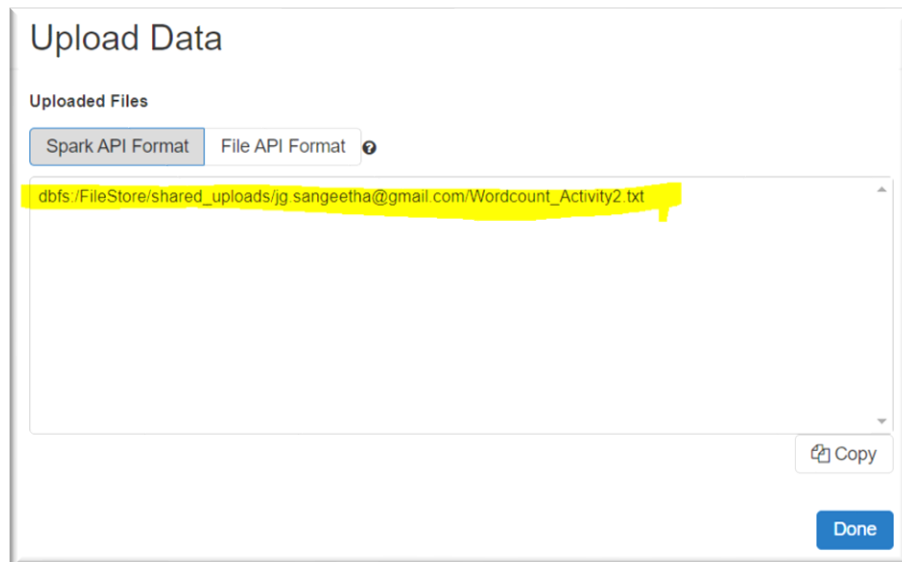 Upload Data
Uploaded Files
Spark API Format File API Format
dbfs:/FileStore/shared_uploads/jg.sangeetha@gmail.com/Wordcount_Activity2.txt
Copy
Done